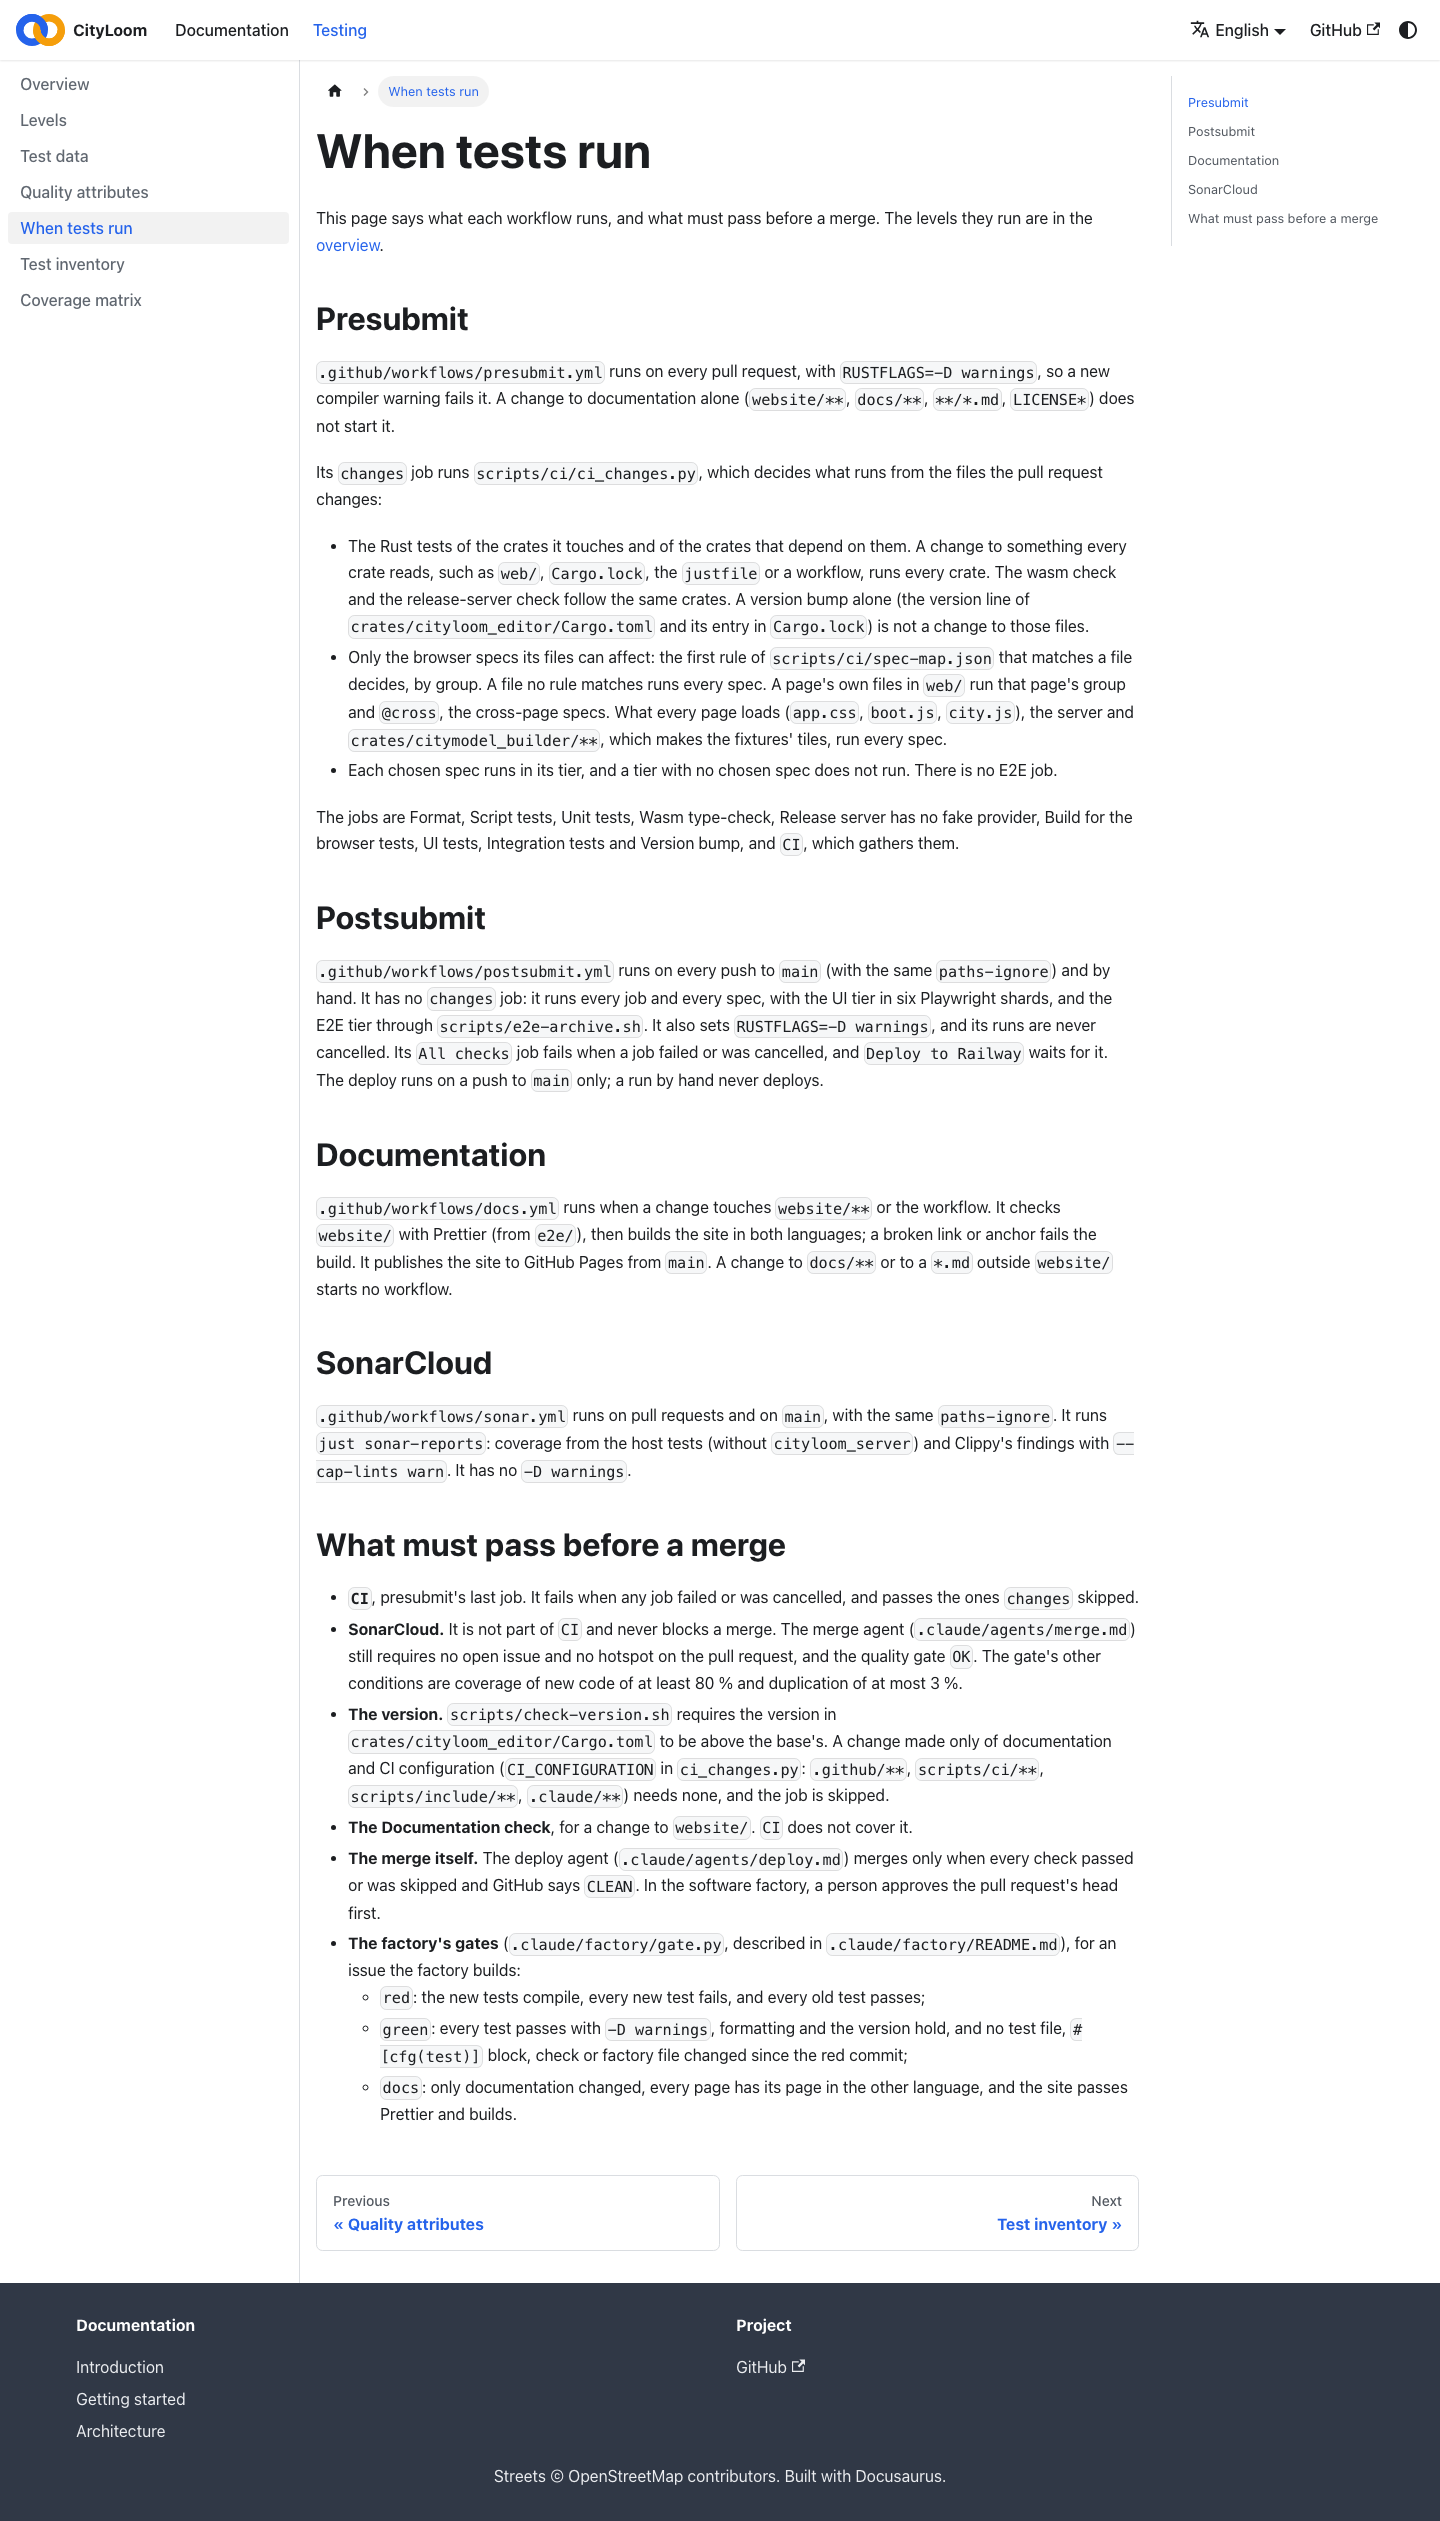 CityLoom
Documentation
Testing
English
GitHub
Overview
Levels
Test data
Quality attributes
When tests run
Test inventory
Coverage matrix
When tests run
When tests run
This page says what each workflow runs, and what must pass before a merge. The levels they run are in the
overview.
Presubmit
.github/workflows/presubmit.yml runs on every pull request, with RUSTFLAGS=-D warnings, so a new
compiler warning fails it. A change to documentation alone (website/**, docs/**, **/*.md, LICENSE*) does
not start it.
Its changes job runs scripts/ci/ci_changes.py, which decides what runs from the files the pull request
changes:
• The Rust tests of the crates it touches and of the crates that depend on them. A change to something every
crate reads, such as web/, Cargo.lock, the justfile or a workflow, runs every crate. The wasm check
and the release-server check follow the same crates. A version bump alone (the version line of
crates/cityloom_editor/Cargo.toml and its entry in Cargo.lock) is not a change to those files.
• Only the browser specs its files can affect: the first rule of scripts/ci/spec-map.json that matches a file
decides, by group. A file no rule matches runs every spec. A page's own files in web/ run that page's group
and @cross, the cross-page specs. What every page loads (app.css, boot.js, city.js), the server and
crates/citymodel_builder/**, which makes the fixtures' tiles, run every spec.
• Each chosen spec runs in its tier, and a tier with no chosen spec does not run. There is no E2E job.
The jobs are Format, Script tests, Unit tests, Wasm type-check, Release server has no fake provider, Build for the
browser tests, UI tests, Integration tests and Version bump, and CI, which gathers them.
Postsubmit
.github/workflows/postsubmit.yml runs on every push to main (with the same paths-ignore) and by
hand. It has no changes job: it runs every job and every spec, with the UI tier in six Playwright shards, and the
E2E tier through scripts/e2e-archive.sh. It also sets RUSTFLAGS=-D warnings, and its runs are never
cancelled. Its All checks job fails when a job failed or was cancelled, and Deploy to Railway waits for it.
The deploy runs on a push to main only; a run by hand never deploys.
Documentation
.github/workflows/docs.yml runs when a change touches website/** or the workflow. It checks
website/ with Prettier (from e2e/), then builds the site in both languages; a broken link or anchor fails the
build. It publishes the site to GitHub Pages from main. A change to docs/** or to a *.md outside website/
starts no workflow.
SonarCloud
.github/workflows/sonar.yml runs on pull requests and on main, with the same paths-ignore. It runs
just sonar-reports: coverage from the host tests (without cityloom_server) and Clippy's findings with --
cap-lints warn. It has no -D warnings.
What must pass before a merge
• CI, presubmit's last job. It fails when any job failed or was cancelled, and passes the ones changes skipped.
• SonarCloud. It is not part of CI and never blocks a merge. The merge agent (.claude/agents/merge.md)
still requires no open issue and no hotspot on the pull request, and the quality gate OK. The gate's other
conditions are coverage of new code of at least 80 % and duplication of at most 3 %.
• The version. scripts/check-version.sh requires the version in
crates/cityloom_editor/Cargo.toml to be above the base's. A change made only of documentation
and CI configuration (CI_CONFIGURATION in ci_changes.py: .github/**, scripts/ci/**,
scripts/include/**, .claude/**) needs none, and the job is skipped.
• The Documentation check, for a change to website/. CI does not cover it.
• The merge itself. The deploy agent (.claude/agents/deploy.md) merges only when every check passed
or was skipped and GitHub says CLEAN. In the software factory, a person approves the pull request's head
first.
• The factory's gates (.claude/factory/gate.py, described in .claude/factory/README.md), for an
issue the factory builds:
◦ red: the new tests compile, every new test fails, and every old test passes;
◦ green: every test passes with -D warnings, formatting and the version hold, and no test file, #
[cfg(test)] block, check or factory file changed since the red commit;
◦ docs: only documentation changed, every page has its page in the other language, and the site passes
Prettier and builds.
Previous
« Quality attributes
Next
Test inventory »
Presubmit
Postsubmit
Documentation
SonarCloud
What must pass before a merge
Documentation
Introduction
Getting started
Architecture
Project
GitHub
Streets © OpenStreetMap contributors. Built with Docusaurus.